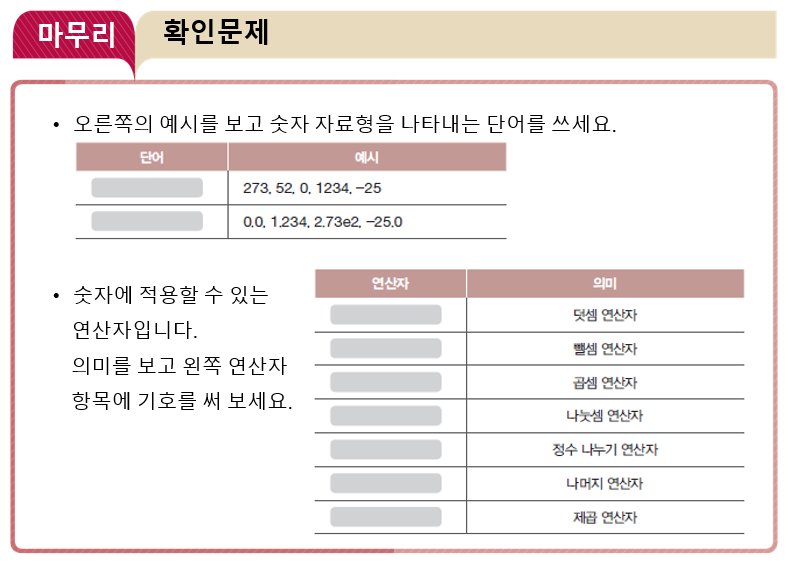 마무리 확인문제
• 오른쪽의 예시를 보고 숫자 자료형을 나타내는 단어를 쓰세요.
단어 예시
273, 52, 0, 1234, -25
0.0, 1.234, 2.73e2, -25.0
• 숫자에 적용할 수 있는
연산자입니다.
의미를 보고 왼쪽 연산자
항목에 기호를 써 보세요.
연산자 의미
덧셈 연산자
뺄셈 연산자
곱셈 연산자
나눗셈 연산자
정수 나누기 연산자
나머지 연산자
제곱 연산자